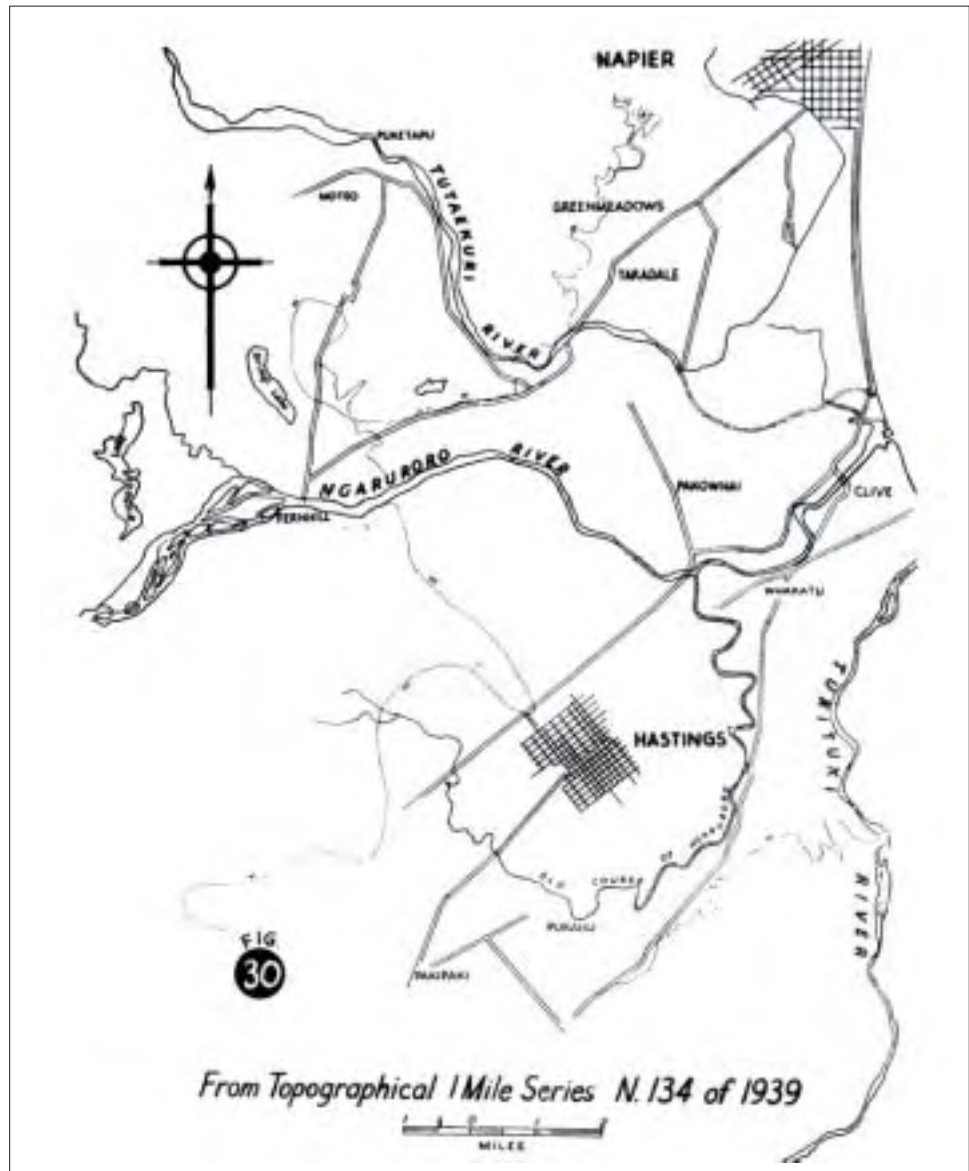 NAPIER
PUKETAPU
TUTAEKURI
RIVER
MOTEO
GREENMEADOWS
TARADALE
NGARURORO
RIVER
FERNHILL
PAKOWHAI
CLIVE
WHAKATU
TUKITUKI
RIVER
HASTINGS
OLD COURSE OF
PUKAHU
PAKIPAKI
FIG
30
From Topographical 1 Mile Series N. 134 of 1939
MILES